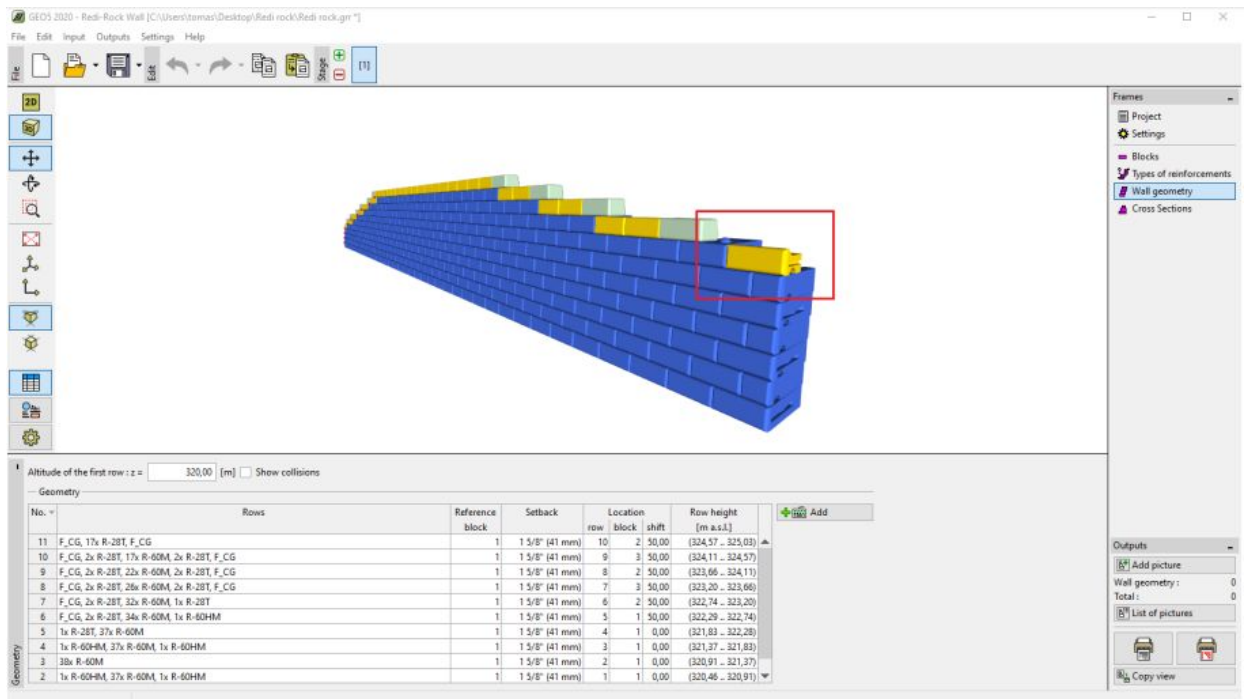 GEO5 2020 - Redi-Rock Wall [C:\Users\tomas\Desktop\Redi rock\Redi rock.grr *]
File Edit Input Outputs Settings Help
File
Edit
Stage
[1]
2D
3D
Frames
Project
Settings
Blocks
Types of reinforcements
Wall geometry
Cross Sections
Altitude of the first row : z = 320,00 [m] Show collisions
Geometry
No. Rows Reference block Setback Location row block shift Row height [m a.s.l.]
Add
11 F_CG, 17x R-28T, F_CG 1 1 5/8" (41 mm) 10 2 50,00 (324,57 .. 325,03)
10 F_CG, 2x R-28T, 17x R-60M, 2x R-28T, F_CG 1 1 5/8" (41 mm) 9 3 50,00 (324,11 .. 324,57)
9 F_CG, 2x R-28T, 22x R-60M, 2x R-28T, F_CG 1 1 5/8" (41 mm) 8 2 50,00 (323,66 .. 324,11)
8 F_CG, 2x R-28T, 26x R-60M, 2x R-28T, F_CG 1 1 5/8" (41 mm) 7 3 50,00 (323,20 .. 323,66)
7 F_CG, 2x R-28T, 32x R-60M, 1x R-28T 1 1 5/8" (41 mm) 6 2 50,00 (322,74 .. 323,20)
6 F_CG, 2x R-28T, 34x R-60M, 1x R-60HM 1 1 5/8" (41 mm) 5 1 50,00 (322,29 .. 322,74)
5 1x R-28T, 37x R-60M 1 1 5/8" (41 mm) 4 1 0,00 (321,83 .. 322,28)
4 1x R-60HM, 37x R-60M, 1x R-60HM 1 1 5/8" (41 mm) 3 1 0,00 (321,37 .. 321,83)
3 38x R-60M 1 1 5/8" (41 mm) 2 1 0,00 (320,91 .. 321,37)
2 1x R-60HM, 37x R-60M, 1x R-60HM 1 1 5/8" (41 mm) 1 1 0,00 (320,46 .. 320,91)
Geometry
Outputs
Add picture
Wall geometry : 0
Total : 0
List of pictures
Copy view